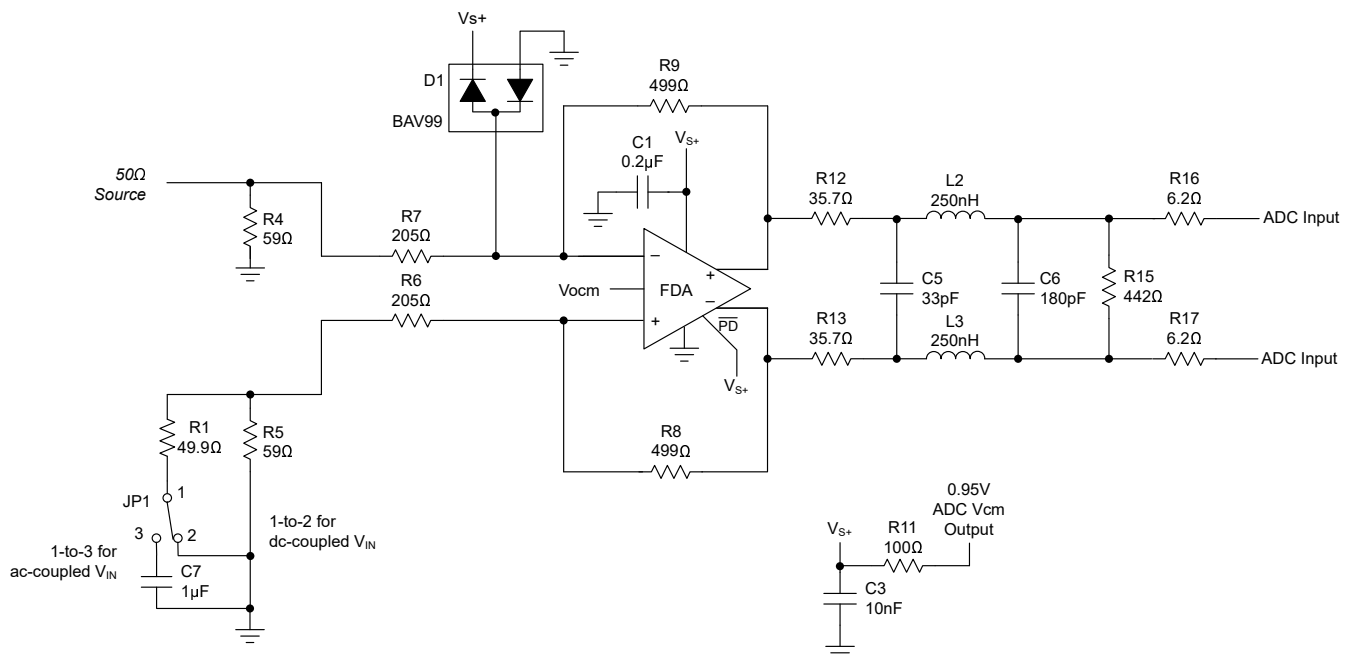 Vs+
D1
BAV99
R9
499Ω
C1
0.2µF
VS+
50Ω
Source
R4
59Ω
R7
205Ω
R6
205Ω
Vocm
−
+
FDA
+
−
PD
VS+
R12
35.7Ω
L2
250nH
R16
6.2Ω
ADC Input
C5
33pF
C6
180pF
R15
442Ω
R13
35.7Ω
L3
250nH
R17
6.2Ω
ADC Input
R8
499Ω
R1
49.9Ω
R5
59Ω
JP1
1
3
2
1-to-2 for
dc-coupled VIN
1-to-3 for
ac-coupled VIN
C7
1µF
0.95V
ADC Vcm
Output
VS+
R11
100Ω
C3
10nF